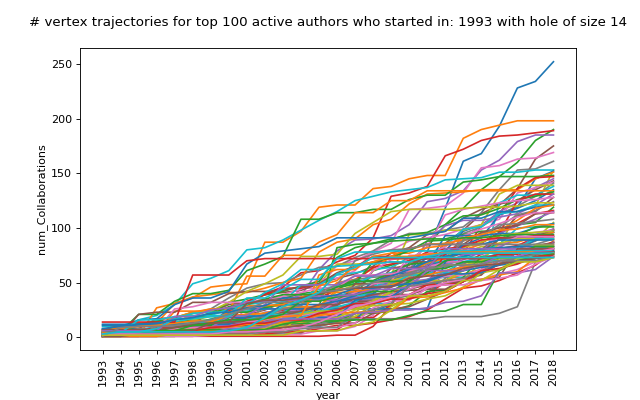 # vertex trajectories for top 100 active authors who started in: 1993 with hole of size 14
250
200
150
100
50
0
num_Collaborations
1993 1994 1995 1996 1997 1998 1999 2000 2001 2002 2003 2004 2005 2006 2007 2008 2009 2010 2011 2012 2013 2014 2015 2016 2017 2018
year